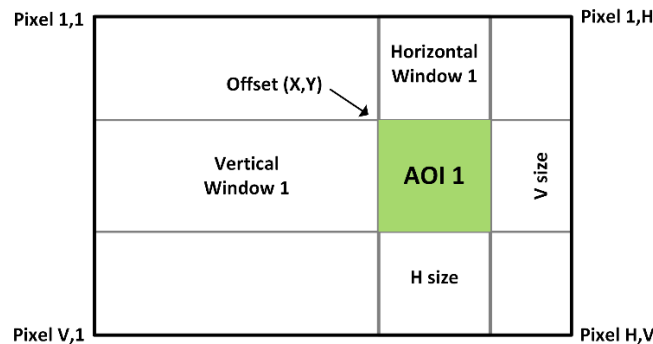 Pixel 1,1
Pixel 1,H
Horizontal
Window 1
Offset (X,Y)
Vertical
Window 1
AOI 1
V size
H size
Pixel V,1
Pixel H,V